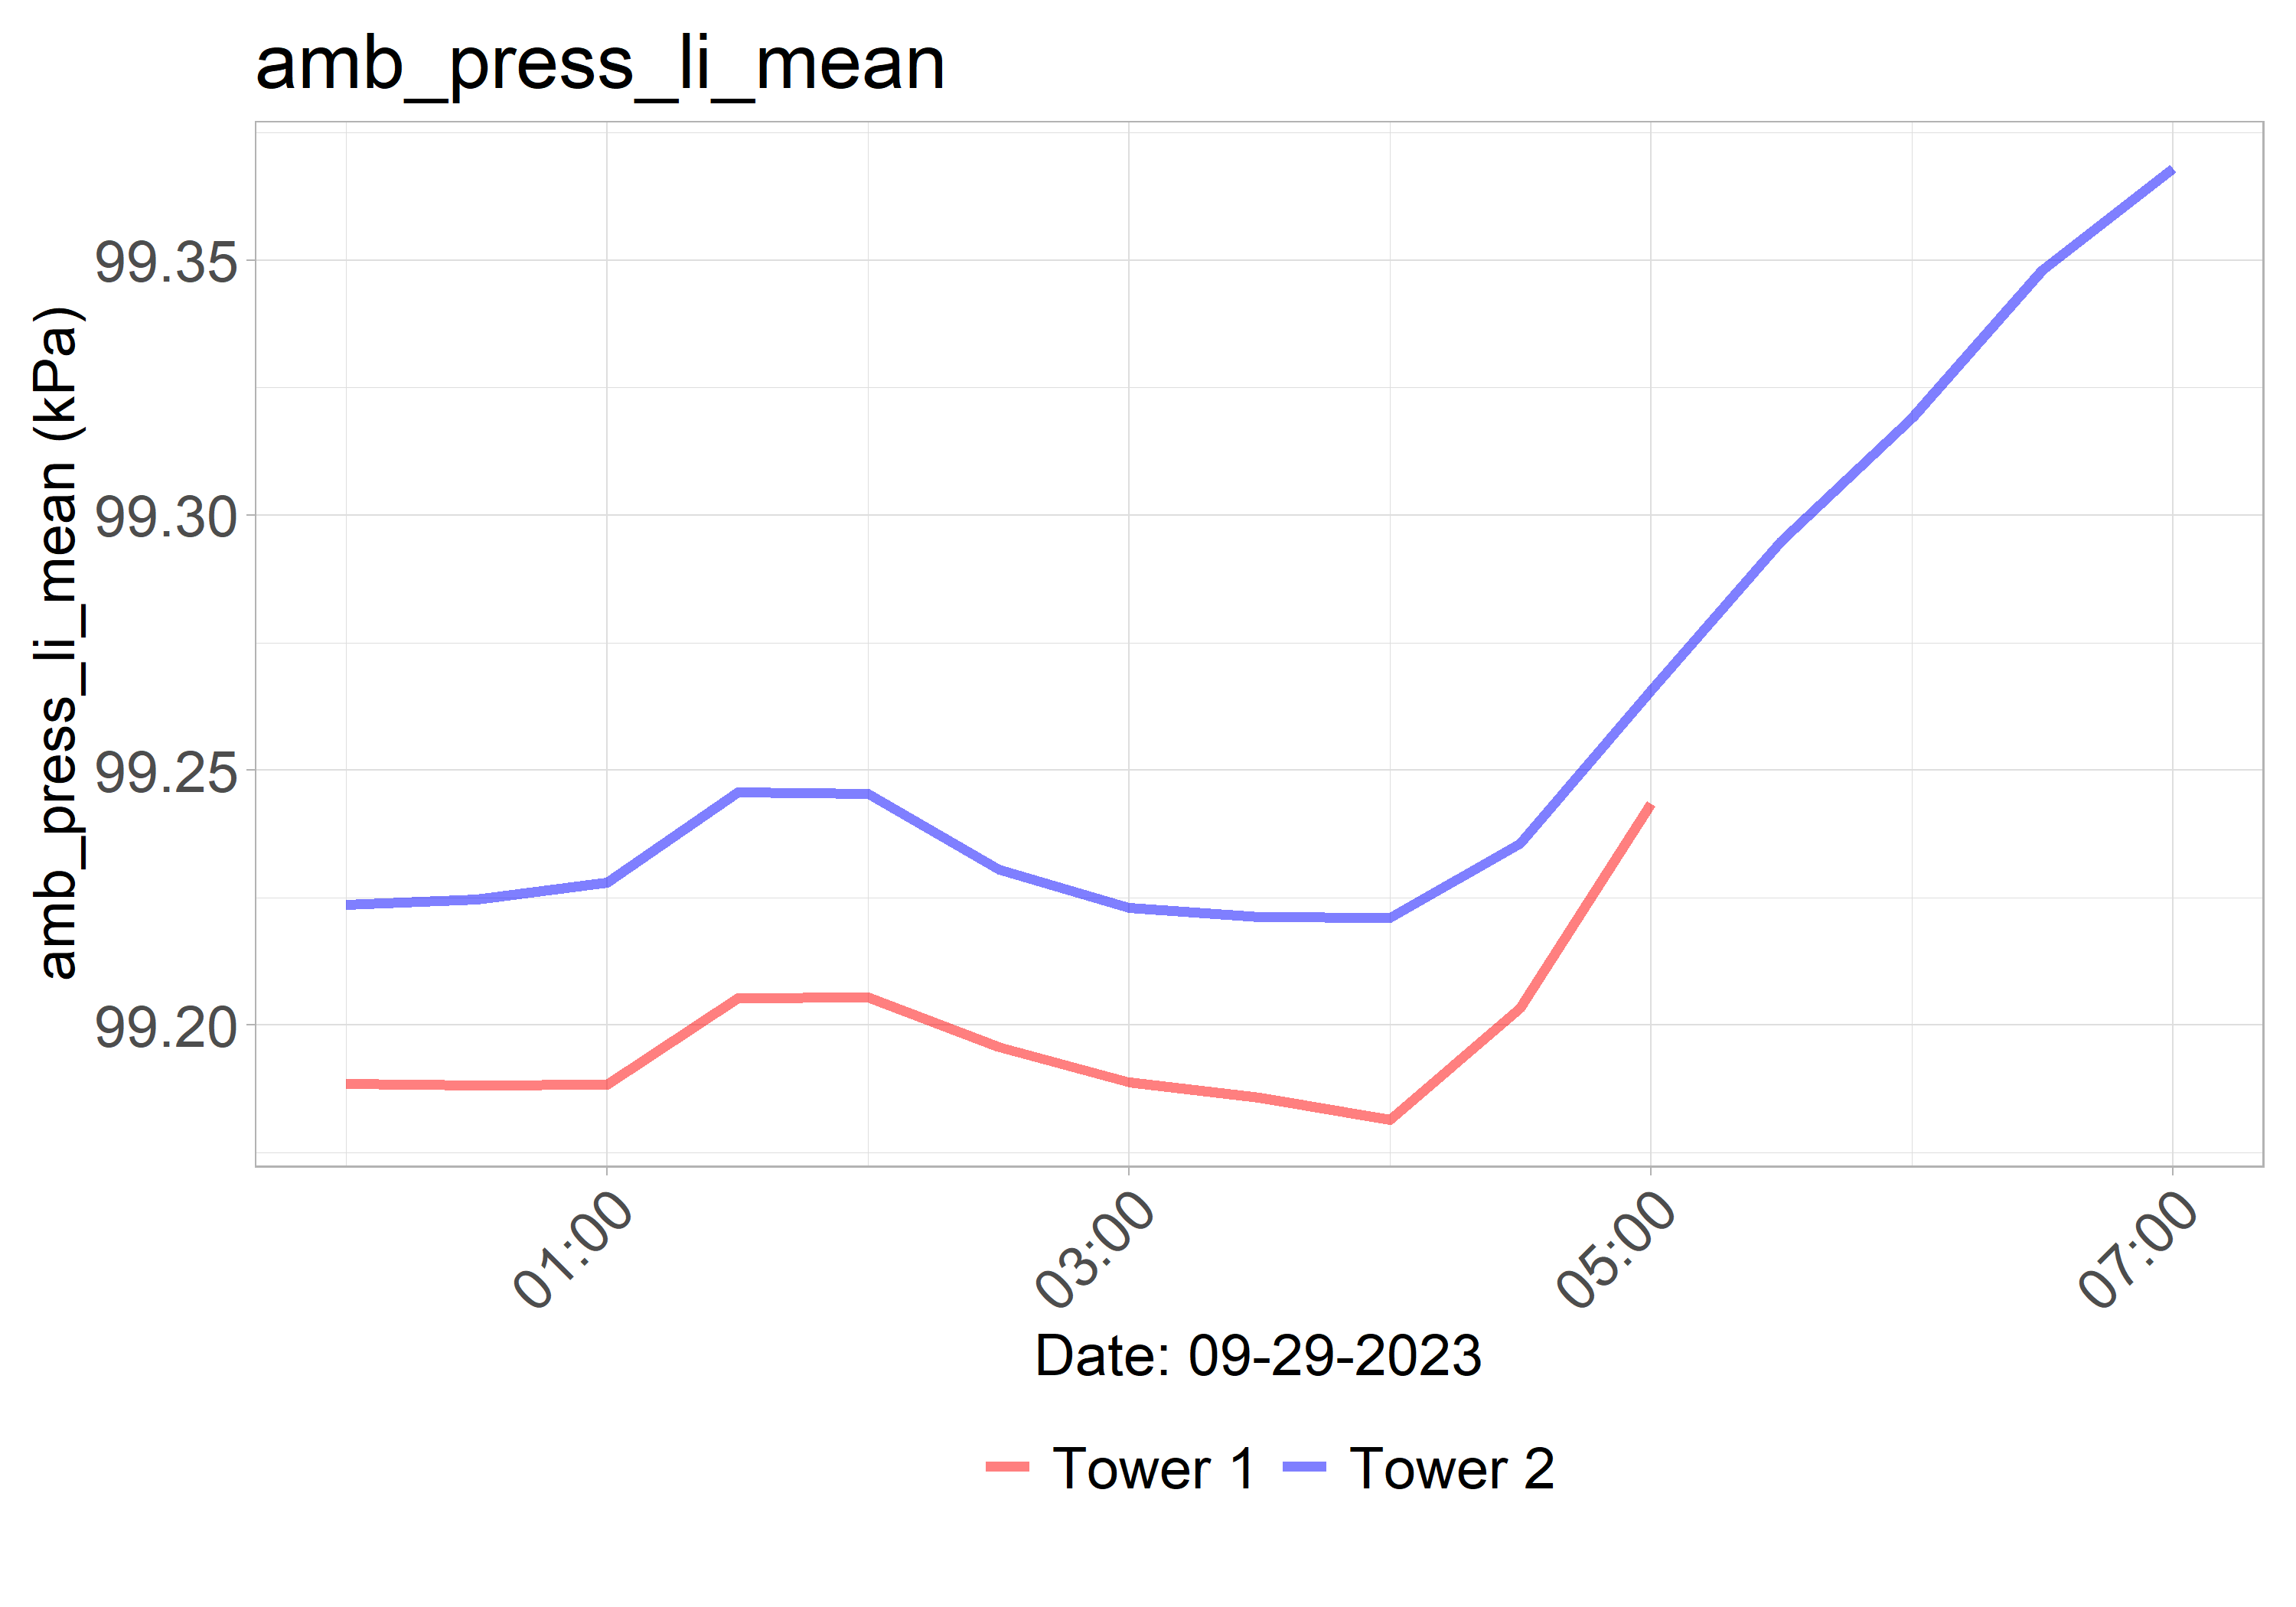 amb_press_li_mean
amb_press_li_mean (kPa)
99.35
99.30
99.25
99.20
01:00
03:00
05:00
07:00
Date: 09-29-2023
Tower 1
Tower 2